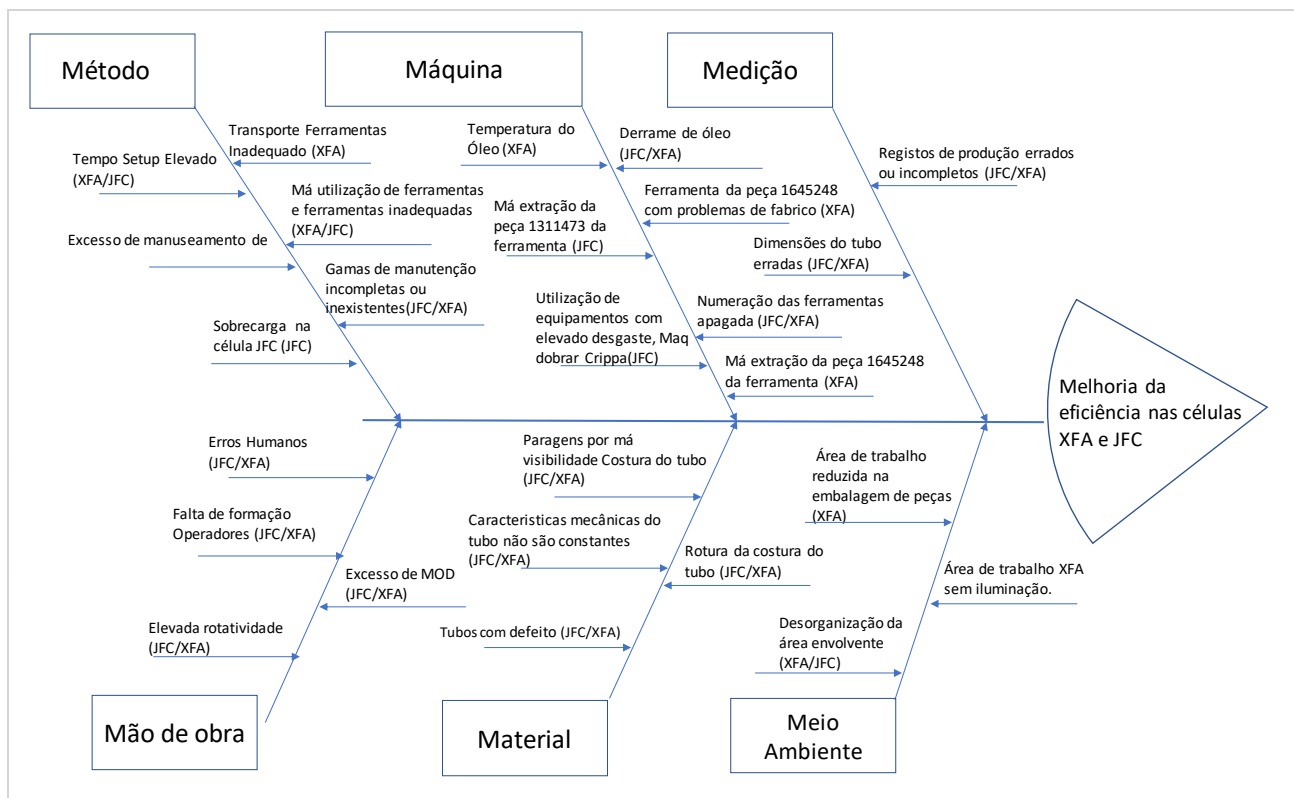 Método
Máquina
Medição
Transporte Ferramentas
Inadequado (XFA)
Tempo Setup Elevado
(XFA/JFC)
Má utilização de ferramentas
e ferramentas inadequadas
(XFA/JFC)
Excesso de manuseamento de
Gamas de manutenção
incompletas ou
inexistentes(JFC/XFA)
Sobrecarga na
célula JFC (JFC)
Temperatura do
Óleo (XFA)
Derrame de óleo
(JFC/XFA)
Ferramenta da peça 1645248
com problemas de fabrico (XFA)
Má extração da
peça 1311473 da
ferramenta (JFC)
Numeração das ferramentas
apagada (JFC/XFA)
Utilização de
equipamentos com
elevado desgaste, Maq
dobrar Crippa(JFC)
Má extração da peça 1645248
da ferramenta (XFA)
Registos de produção errados
ou incompletos (JFC/XFA)
Dimensões do tubo
erradas (JFC/XFA)
Melhoria da
eficiência nas células
XFA e JFC
Erros Humanos
(JFC/XFA)
Falta de formação
Operadores (JFC/XFA)
Excesso de MOD
(JFC/XFA)
Elevada rotatividade
(JFC/XFA)
Paragens por má
visibilidade Costura do tubo
(JFC/XFA)
Caracteristicas mecânicas do
tubo não são constantes
(JFC/XFA)
Rotura da costura do
tubo (JFC/XFA)
Tubos com defeito (JFC/XFA)
Área de trabalho
reduzida na
embalagem de peças
(XFA)
Área de trabalho XFA
sem iluminação.
Desorganização da
área envolvente
(XFA/JFC)
Mão de obra
Material
Meio
Ambiente